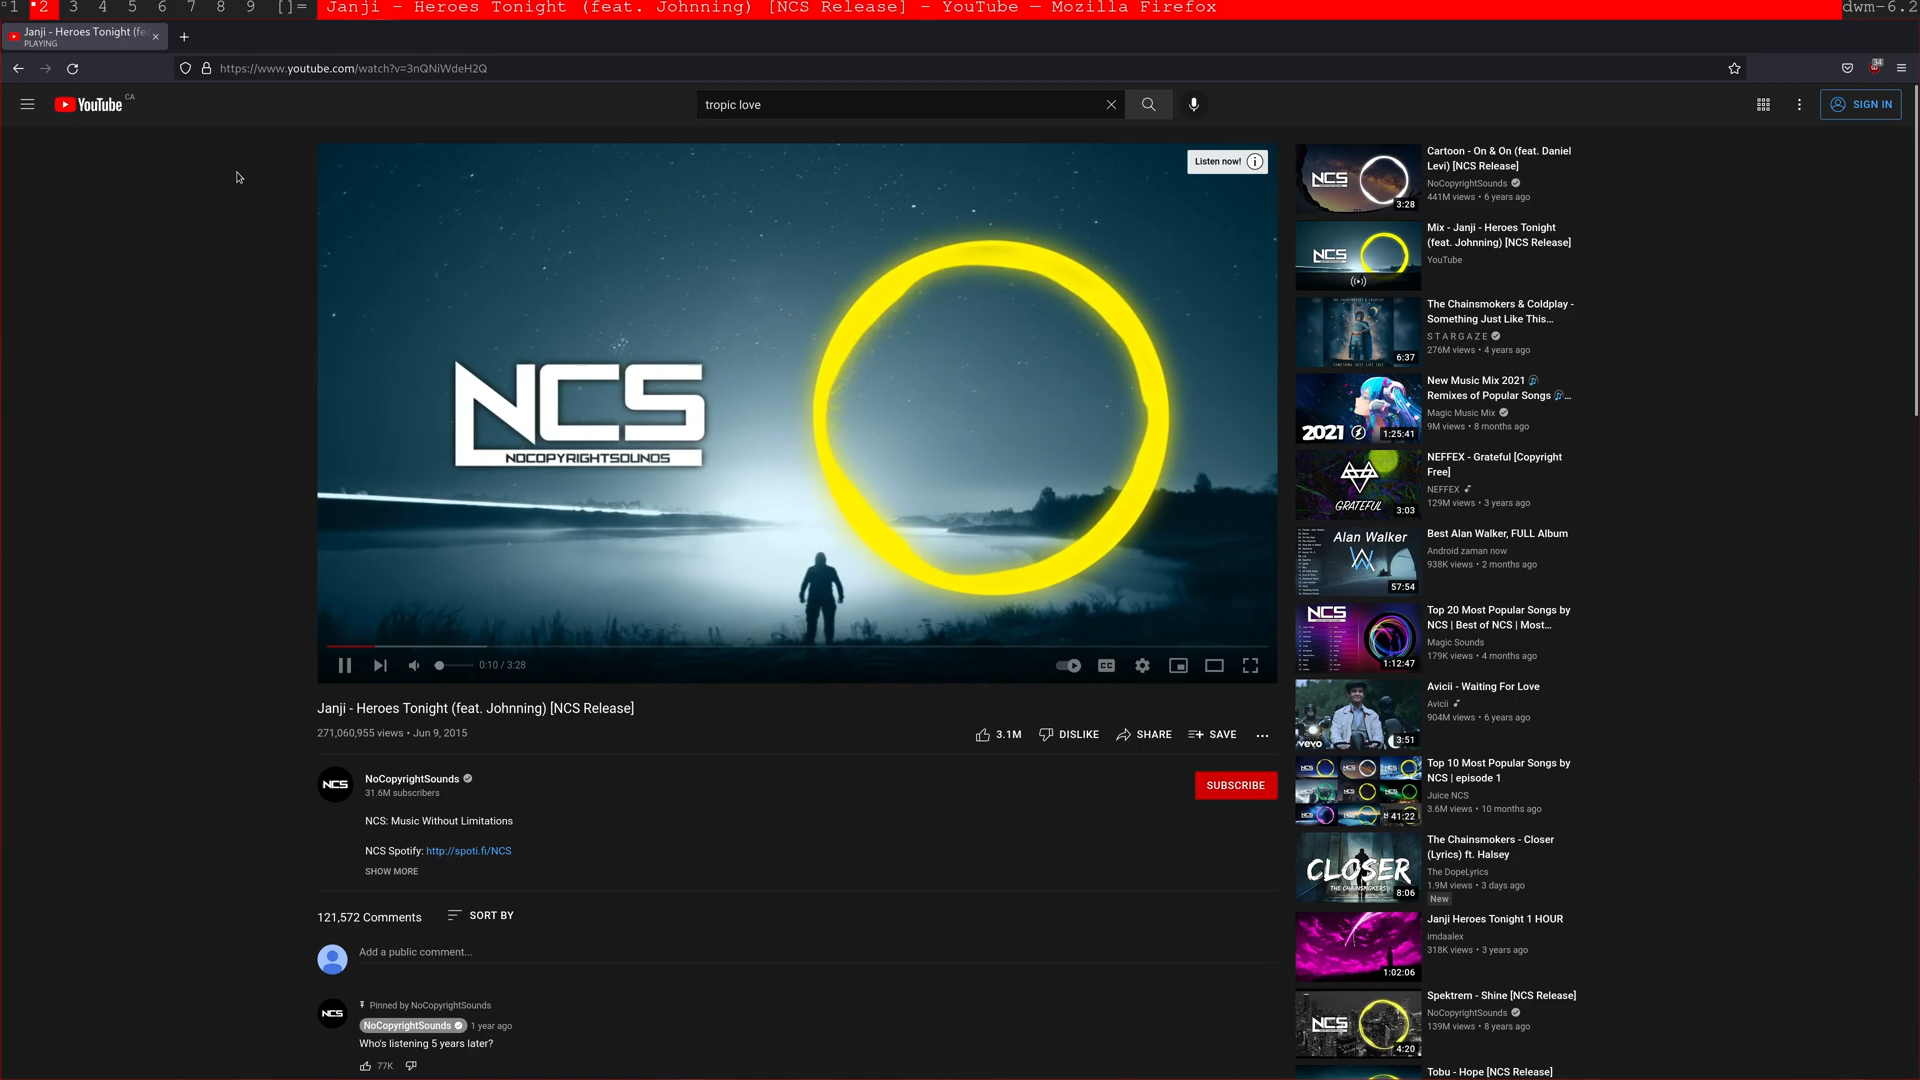 1 2 3 4 5 6 7 8 9 []= Janji - Heroes Tonight (feat. Johnning) [NCS Release] - YouTube — Mozilla Firefox dwm-6.2
Janji - Heroes Tonight (fea
PLAYING
https://www.youtube.com/watch?v=3nQNiWdeH2Q
34
YouTube CA
tropic love
SIGN IN
Listen now!
NCS
NOCOPYRIGHTSOUNDS
0:10 / 3:28
CC
Janji - Heroes Tonight (feat. Johnning) [NCS Release]
271,060,955 views • Jun 9, 2015
3.1M
DISLIKE
SHARE
SAVE
NCS
NoCopyrightSounds
31.6M subscribers
SUBSCRIBE
NCS: Music Without Limitations
NCS Spotify: http://spoti.fi/NCS
SHOW MORE
121,572 Comments
SORT BY
Add a public comment...
NCS
Pinned by NoCopyrightSounds
NoCopyrightSounds 1 year ago
Who's listening 5 years later?
77K
NCS
3:28
Cartoon - On & On (feat. Daniel
Levi) [NCS Release]
NoCopyrightSounds
441M views • 6 years ago
NCS
Mix - Janji - Heroes Tonight
(feat. Johnning) [NCS Release]
YouTube
6:37
The Chainsmokers & Coldplay -
Something Just Like This...
S T A R G A Z E
276M views • 4 years ago
2021
1:25:41
New Music Mix 2021
Remixes of Popular Songs ...
Magic Music Mix
9M views • 8 months ago
GRATEFUL
3:03
NEFFEX - Grateful [Copyright
Free]
NEFFEX
129M views • 3 years ago
Alan Walker
57:54
Best Alan Walker, FULL Album
Android zaman now
938K views • 2 months ago
NCS
1:12:47
Top 20 Most Popular Songs by
NCS | Best of NCS | Most...
Magic Sounds
179K views • 4 months ago
vevo
3:51
Avicii - Waiting For Love
Avicii
904M views • 6 years ago
41:22
Top 10 Most Popular Songs by
NCS | episode 1
Juice NCS
3.6M views • 10 months ago
CLOSER
THE CHAINSMOKERS
8:06
The Chainsmokers - Closer
(Lyrics) ft. Halsey
The DopeLyrics
1.9M views • 3 days ago
New
1:02:06
Janji Heroes Tonight 1 HOUR
imdaalex
318K views • 3 years ago
NCS
4:20
Spektrem - Shine [NCS Release]
NoCopyrightSounds
139M views • 8 years ago
Tobu - Hope [NCS Release]